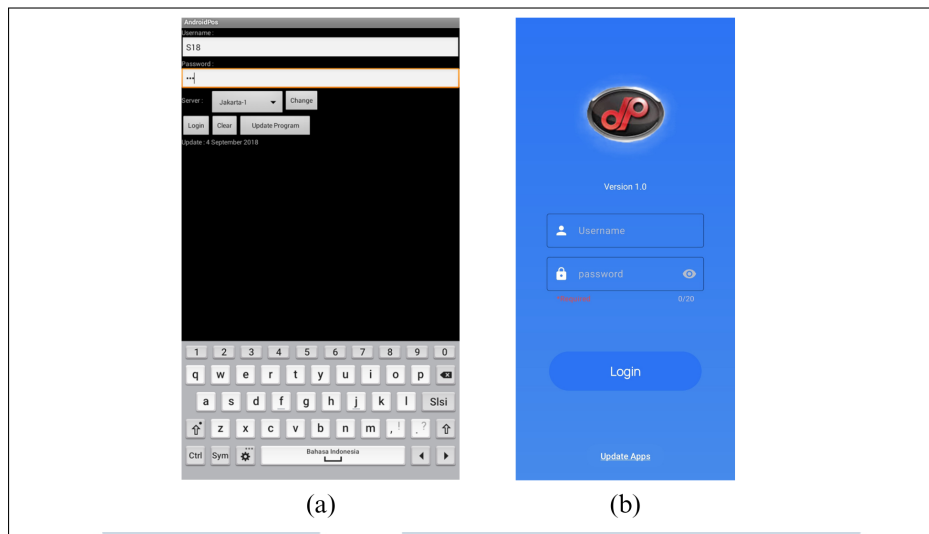 AndroidPos
Username :
S18
Password :
•••
Server : Jakarta-1 Change
Login Clear Update Program
Update : 4 September 2018
1 2 3 4 5 6 7 8 9 0
q w e r t y u i o p
a s d f g h j k l Slsi
z x c v b n m , ! . ?
Ctrl Sym Bahasa Indonesia
(a)
Version 1.0
Username
password
0/20
Login
Update Apps
(b)